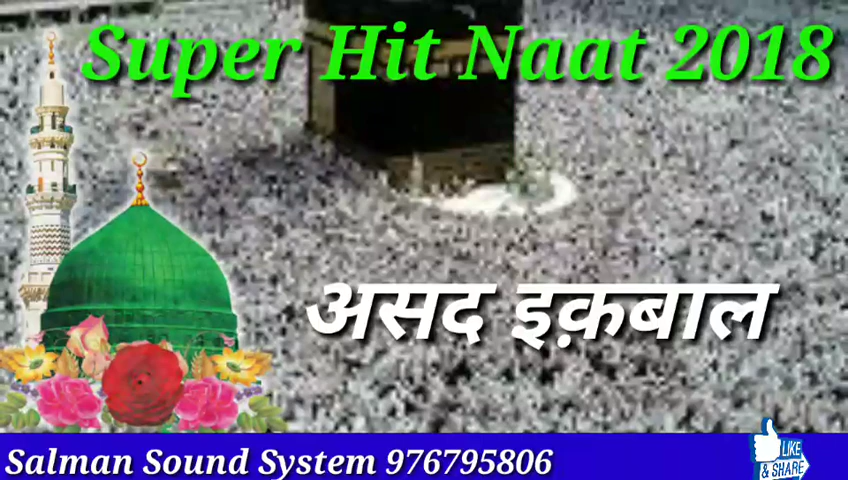 Super Hit Naat 2018
असद इक़बाल
Salman Sound System 976795806
LIKE
& SHARE